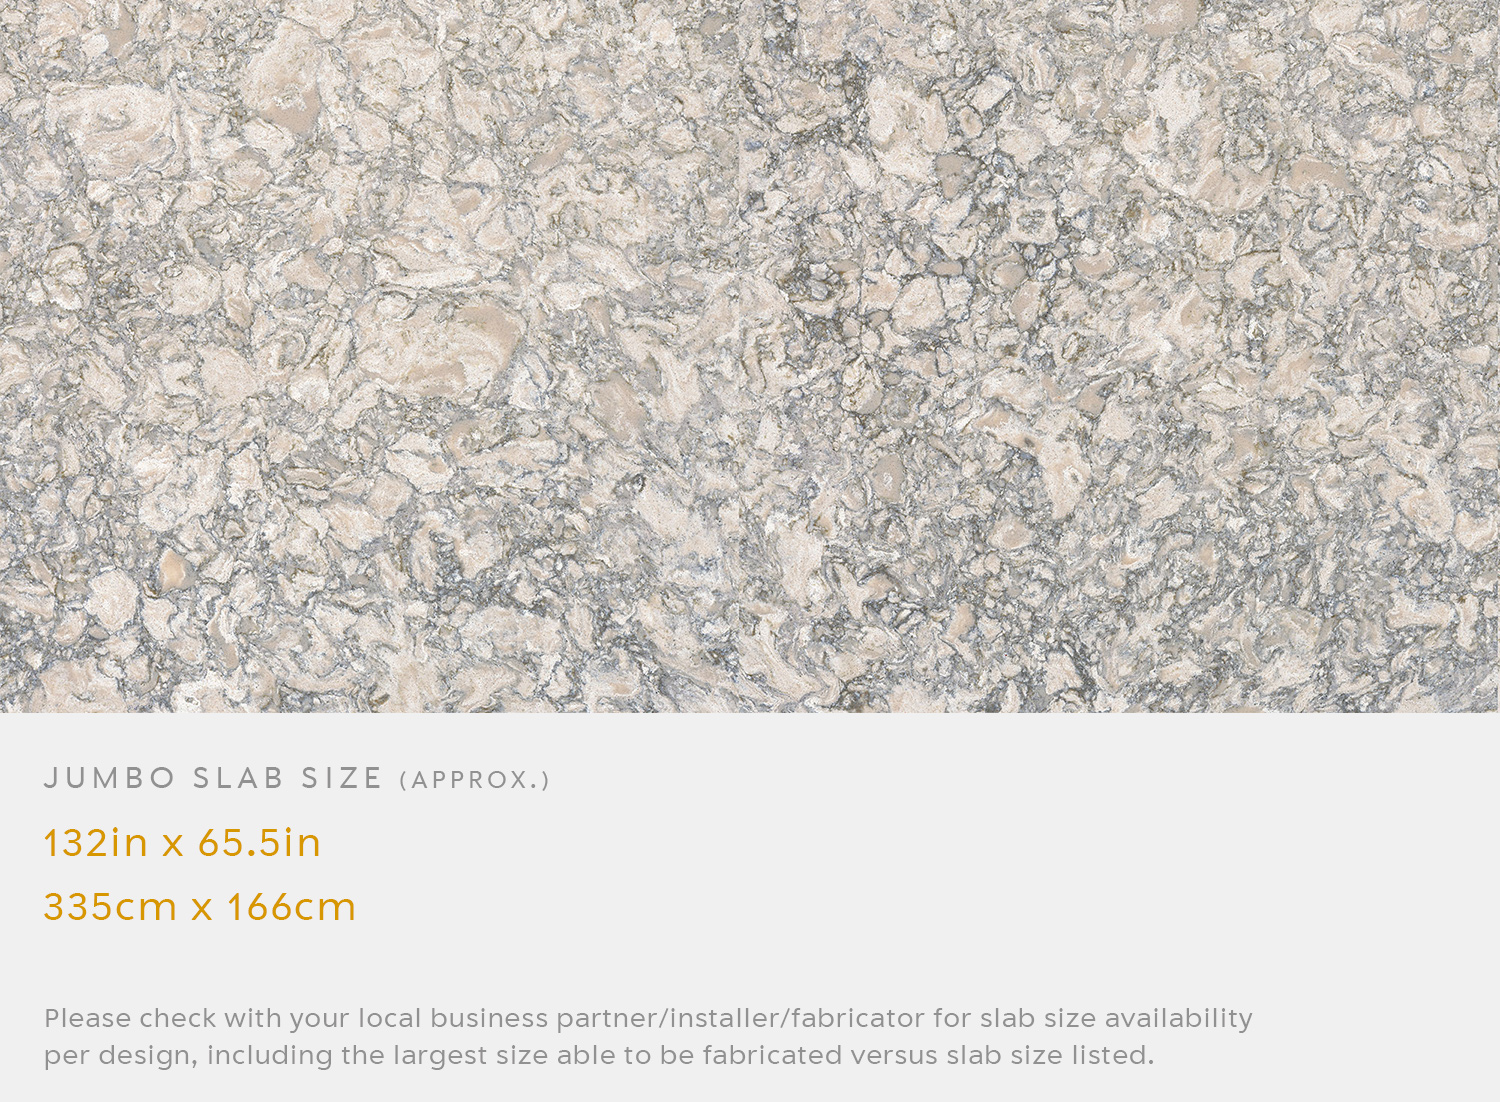 JUMBO SLAB SIZE (APPROX.)
132in x 65.5in
335cm x 166cm
Please check with your local business partner/installer/fabricator for slab size availability
per design, including the largest size able to be fabricated versus slab size listed.